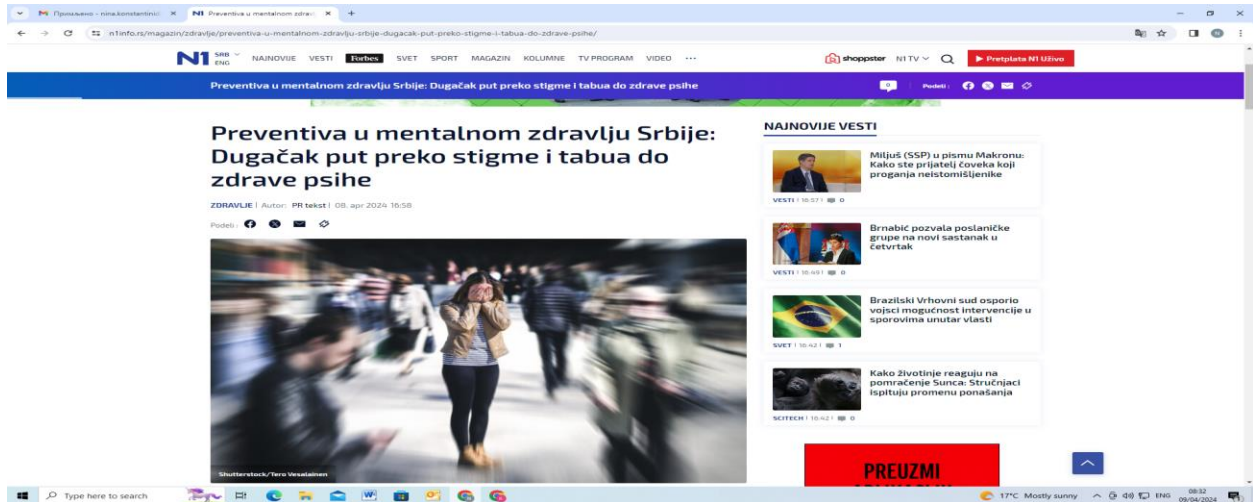 Примљено - nina.konstantinic
N1 Preventiva u mentalnom zdrav
n1info.rs/magazin/zdravlje/preventiva-u-mentalnom-zdravlju-srbije-dugacak-put-preko-stigme-i-tabua-do-zdrave-psihe/
N1 SRB ENG NAJNOVIJE VESTI Forbes SVET SPORT MAGAZIN KOLUMNE TV PROGRAM VIDEO ... shoppster N1 TV Pretplata N1 Uživo
Preventiva u mentalnom zdravlju Srbije: Dugačak put preko stigme i tabua do zdrave psihe
Podeli:
Preventiva u mentalnom zdravlju Srbije:
Dugačak put preko stigme i tabua do
zdrave psihe
ZDRAVLJE | Autor: PR tekst | 08. apr 2024 16:58
Podeli:
Shutterstock/Tero Vesalainen
NAJNOVIJE VESTI
Miljuš (SSP) u pismu Makronu:
Kako ste prijatelj čoveka koji
proganja neistomišljenike
VESTI | 16:57 | 0
Brnabić pozvala poslaničke
grupe na novi sastanak u
četvrtak
VESTI | 16:49 | 0
Brazilski Vrhovni sud osporio
vojsci mogućnost intervencije u
sporovima unutar vlasti
SVET | 16:42 | 1
Kako životinje reaguju na
pomračenje Sunca: Stručnjaci
ispituju promenu ponašanja
SCITECH | 16:42 | 0
PREUZMI
Type here to search
17°C Mostly sunny ENG 08:32
09/04/2024